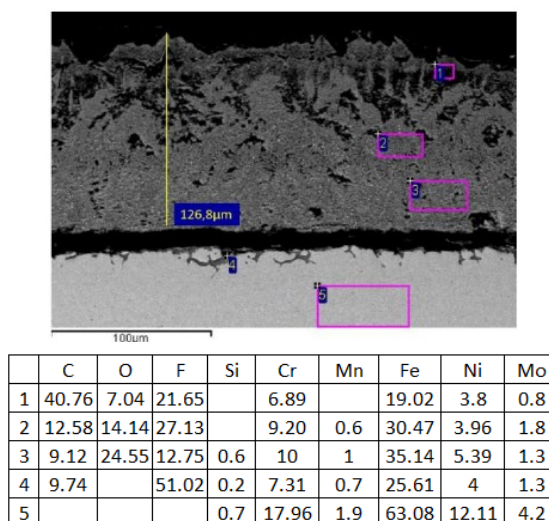 1
2
3
126,8µm
4
5
100µm
C O F Si Cr Mn Fe Ni Mo
1 40.76 7.04 21.65 6.89 19.02 3.8 0.8
2 12.58 14.14 27.13 9.20 0.6 30.47 3.96 1.8
3 9.12 24.55 12.75 0.6 10 1 35.14 5.39 1.3
4 9.74 51.02 0.2 7.31 0.7 25.61 4 1.3
5 0.7 17.96 1.9 63.08 12.11 4.2